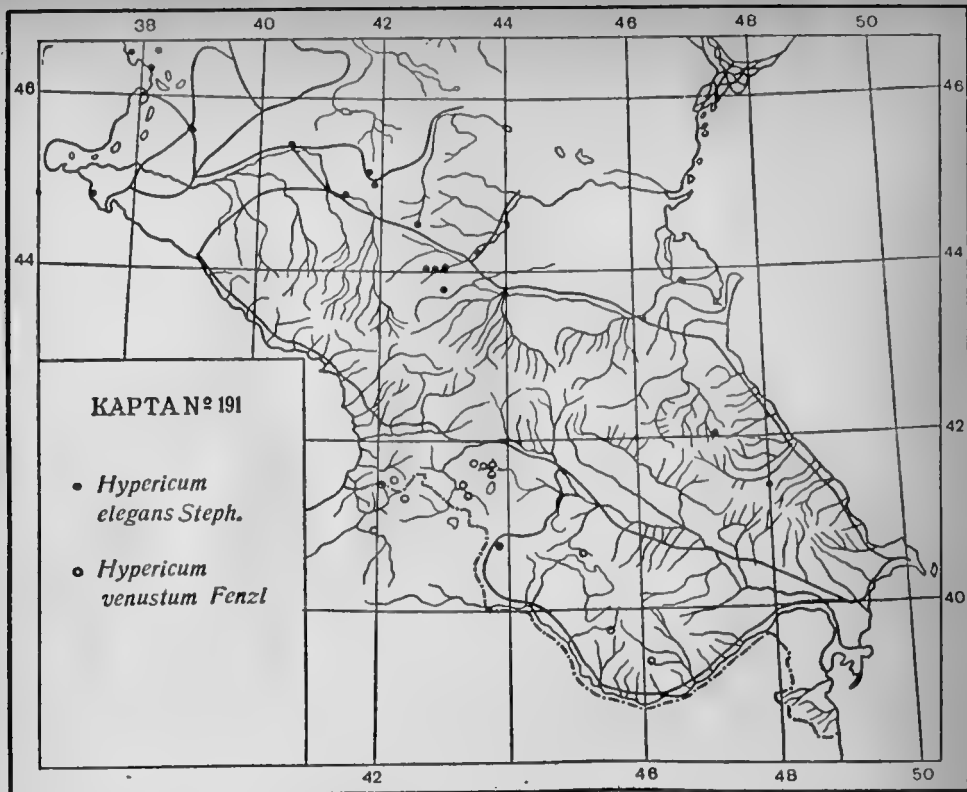 38 40 42 44 46 48 50
46 46
44 44
КАРТА № 191
42
• Hypericum
elegans Steph.
° Hypericum
venustum Fenzl
40 40
42 44 46 48 50